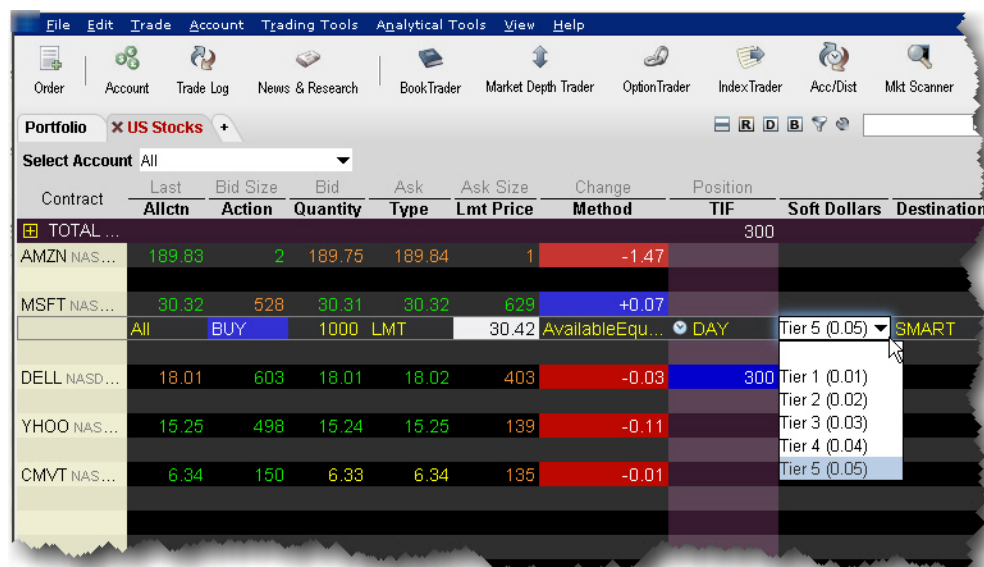 File Edit Trade Account Trading Tools Analytical Tools View Help
Order Account Trade Log News & Research BookTrader Market Depth Trader OptionTrader IndexTrader Acc/Dist Mkt Scanner
Portfolio US Stocks + R D B
Select Account All
Contract Last Bid Size Bid Ask Ask Size Change Position
Allctn Action Quantity Type Lmt Price Method TIF Soft Dollars Destination
TOTAL ... 300
AMZN NAS... 189.83 2 189.75 189.84 1 -1.47
MSFT NAS... 30.32 528 30.31 30.32 629 +0.07
All BUY 1000 LMT 30.42 AvailableEqu... DAY Tier 5 (0.05) SMART
DELL NASD... 18.01 603 18.01 18.02 403 -0.03 300 Tier 1 (0.01)
Tier 2 (0.02)
YHOO NAS... 15.25 498 15.24 15.25 139 -0.11 Tier 3 (0.03)
Tier 4 (0.04)
CMVT NAS... 6.34 150 6.33 6.34 135 -0.01 Tier 5 (0.05)